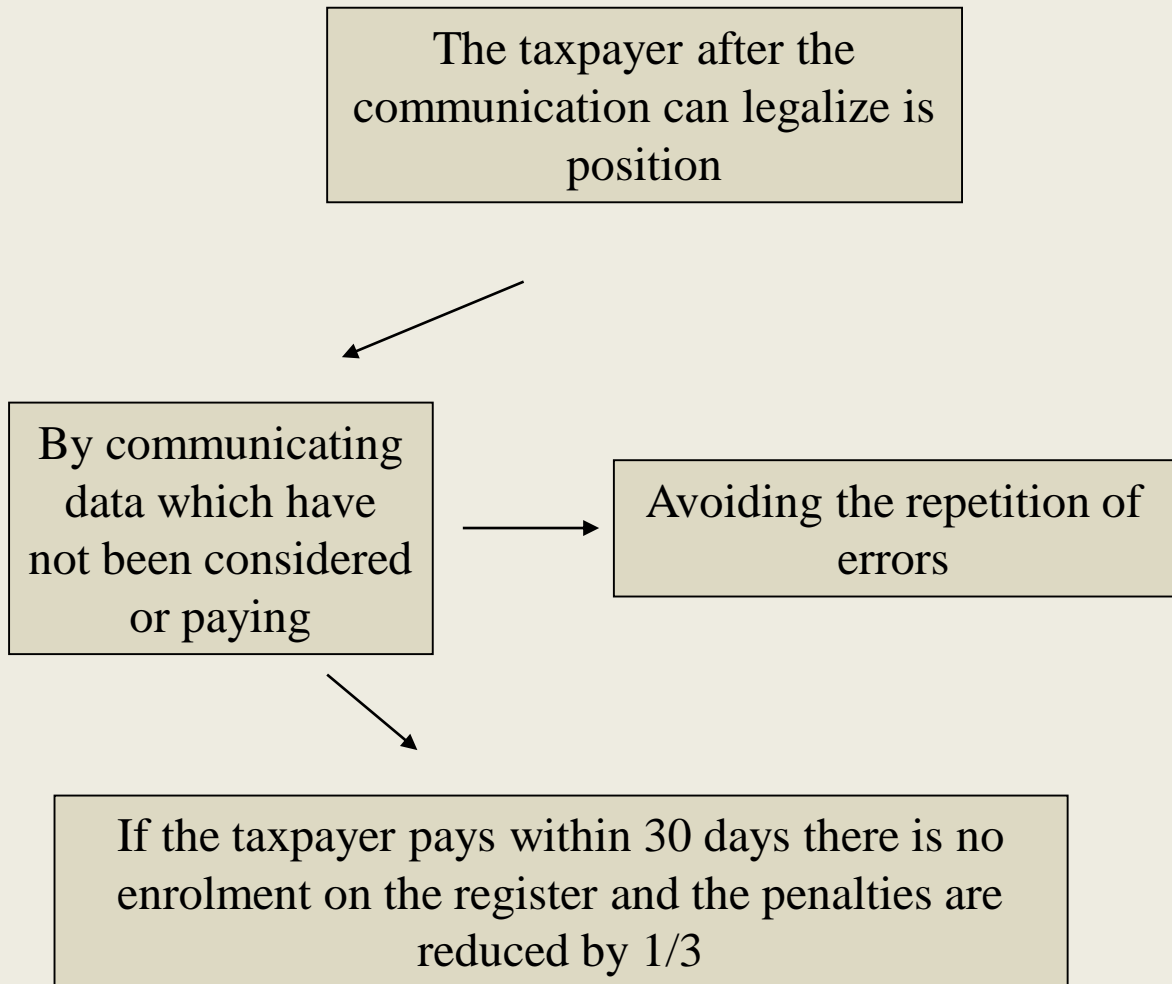 The taxpayer after the
communication can legalize is
position
By communicating
data which have
not been considered
or paying
Avoiding the repetition of
errors
If the taxpayer pays within 30 days there is no
enrolment on the register and the penalties are
reduced by 1/3